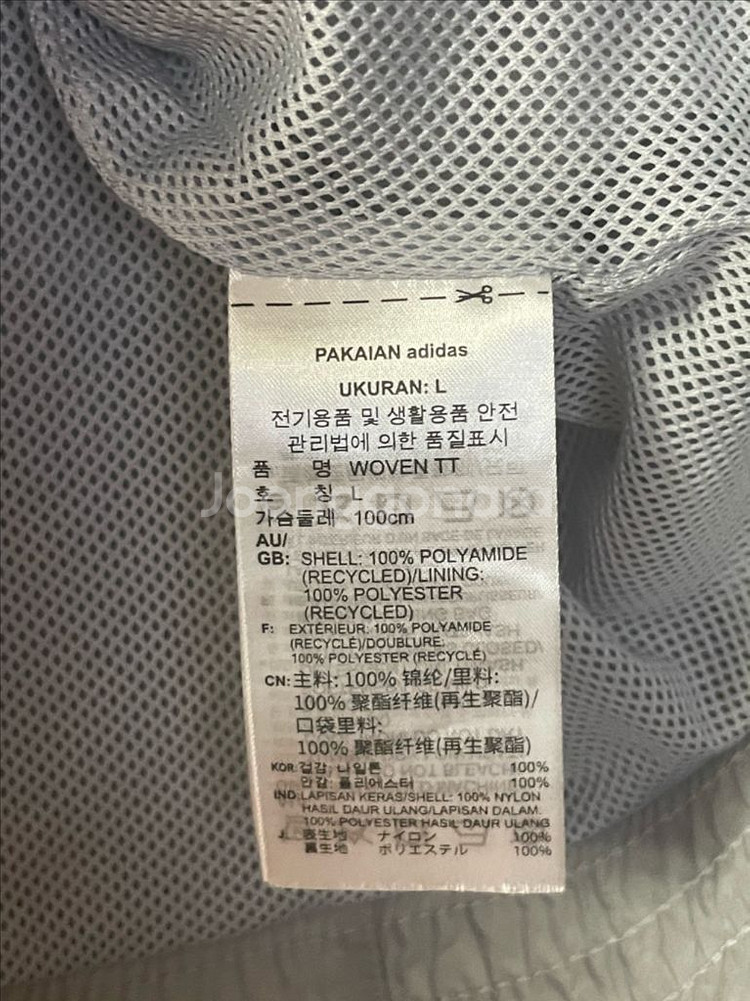 PAKAIAN adidas
UKURAN: L
전기용품 및 생활용품 안전
관리법에 의한 품질표시
품 명 WOVEN TT
호 칭 L
가슴둘레 100cm
AU/
GB: SHELL: 100% POLYAMIDE
(RECYCLED)/LINING:
100% POLYESTER
(RECYCLED)
F: EXTÉRIEUR: 100% POLYAMIDE
(RECYCLÉ)/DOUBLURE:
100% POLYESTER (RECYCLÉ)
CN: 主料: 100% 锦纶/里料:
100% 聚酯纤维(再生聚酯)/
口袋里料:
100% 聚酯纤维(再生聚酯)
KOR: 겉감: 나일론 100%
안감: 폴리에스터 100%
IND: LAPISAN KERAS/SHELL: 100% NYLON
HASIL DAUR ULANG/LAPISAN DALAM:
100% POLYESTER HASIL DAUR ULANG
J: 表生地 ナイロン 100%
裏生地 ポリエステル 100%